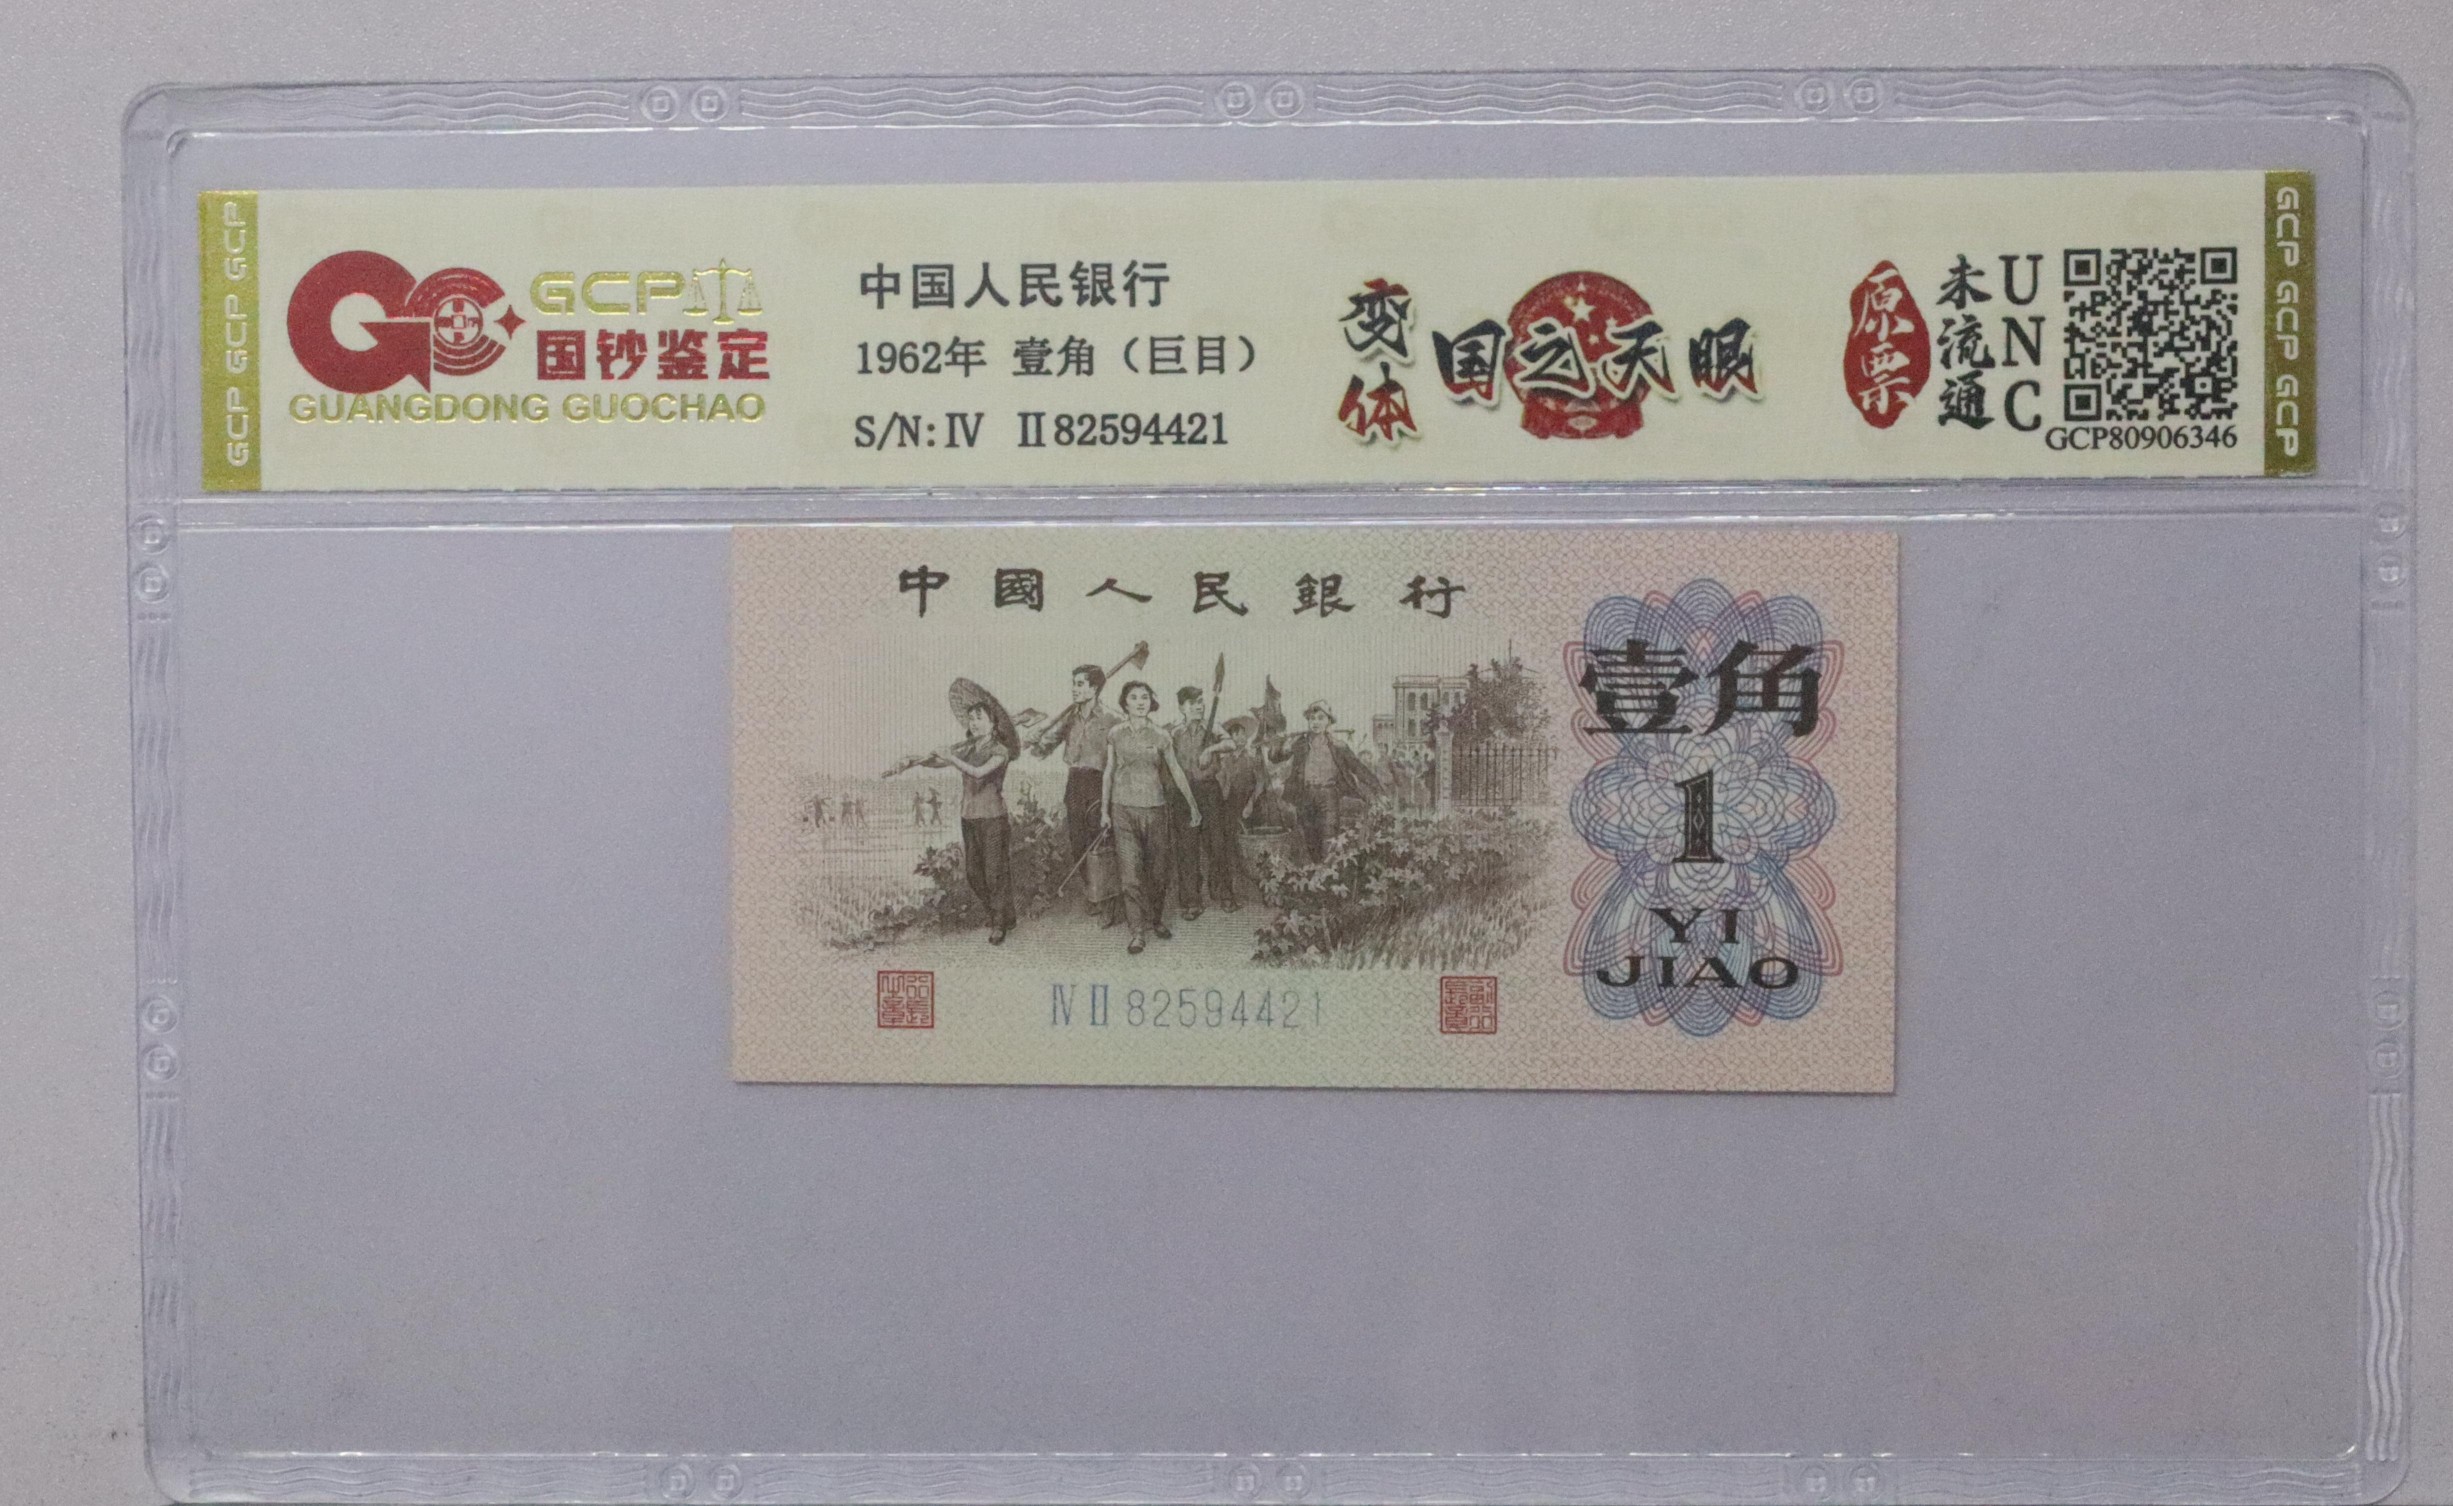 GCP GCP GCP
GCP
国钞鉴定
GUANGDONG GUOCHAO
中国人民银行
1962年 壹角（巨目）
S/N: IV II 82594421
变体
国之天眼
原票
未流通
UNC
GCP80906346
GCP GCP GCP
中國人民銀行
壹角
1
YI
JIAO
IV II 82594421